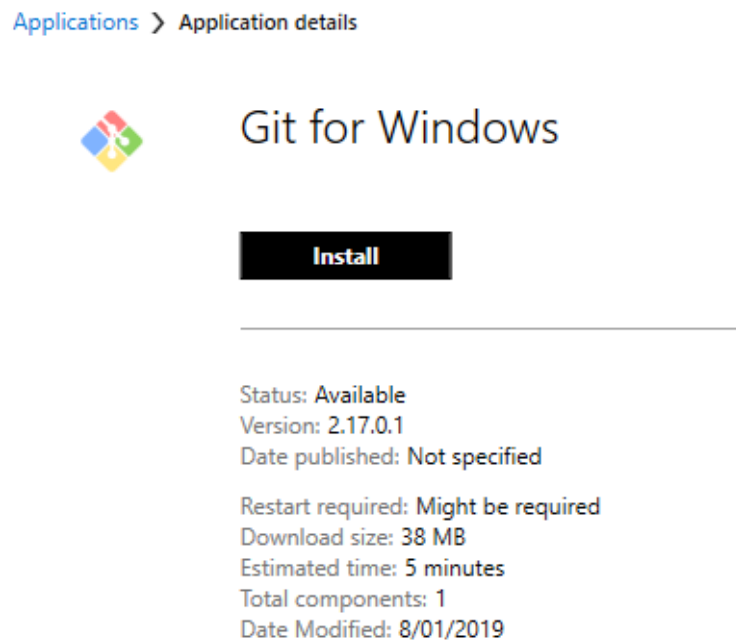 Applications > Application details
Git for Windows
Install
Status: Available
Version: 2.17.0.1
Date published: Not specified
Restart required: Might be required
Download size: 38 MB
Estimated time: 5 minutes
Total components: 1
Date Modified: 8/01/2019